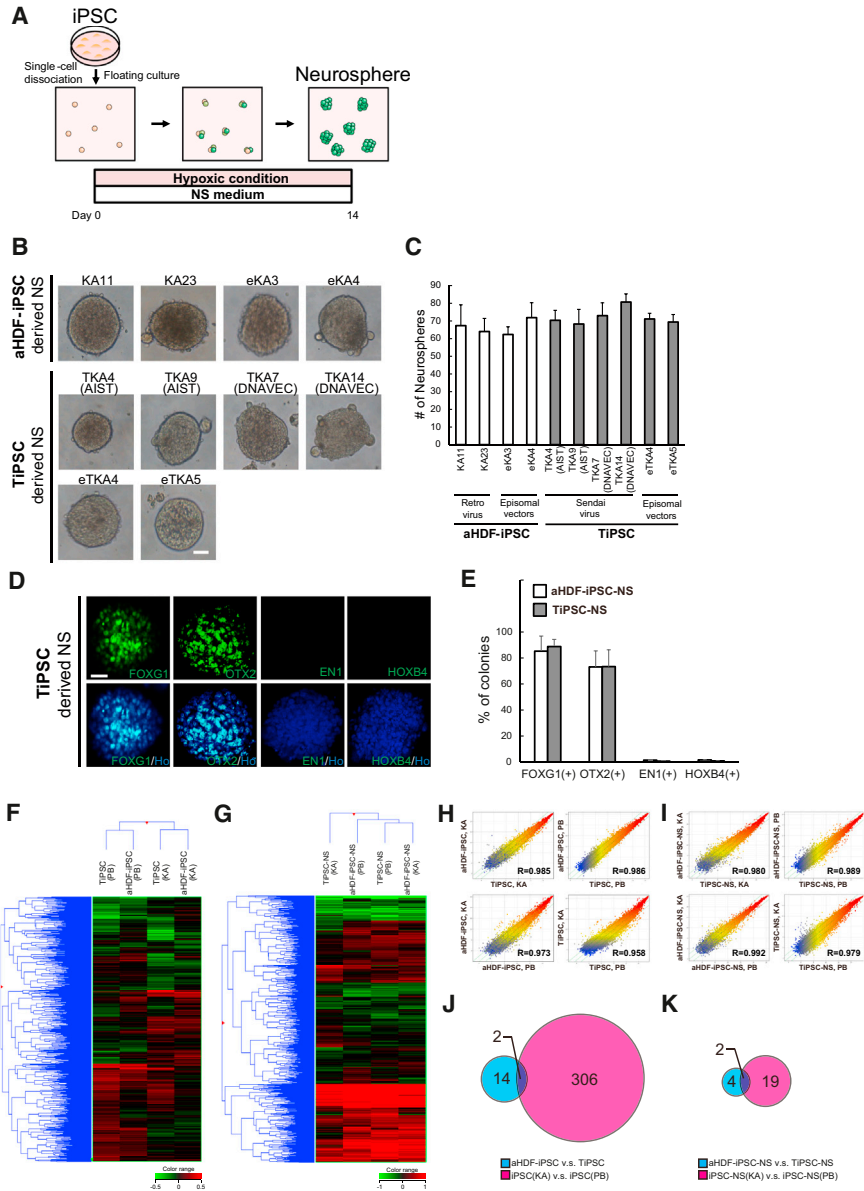 A
iPSC
Single-cell
dissociation
Floating culture
Neurosphere
Hypoxic condition
NS medium
Day 0
14
B
aHDF-iPSC
derived NS
KA11
KA23
eKA3
eKA4
TiPSC
derived NS
TKA4
(AIST)
TKA9
(AIST)
TKA7
(DNAVEC)
TKA14
(DNAVEC)
eTKA4
eTKA5
C
# of Neurospheres
90
80
70
60
50
40
30
20
10
0
KA11
KA23
eKA3
eKA4
TKA4
(AIST)
TKA9
(AIST)
TKA7
(DNAVEC)
TKA14
(DNAVEC)
eTKA4
eTKA5
Retro
virus
Episomal
vectors
Sendai
virus
Episomal
vectors
aHDF-iPSC
TiPSC
D
TiPSC
derived NS
FOXG1
OTX2
EN1
HOXB4
FOXG1/Ho
OTX2/Ho
EN1/Ho
HOXB4/Ho
E
aHDF-iPSC-NS
TiPSC-NS
% of colonies
100
80
60
40
20
0
FOXG1(+)
OTX2(+)
EN1(+)
HOXB4(+)
F
TiPSC
(PB)
aHDF-iPSC
(PB)
TiPSC
(KA)
aHDF-iPSC
(KA)
Color range
-0.5
0
0.5
G
TiPSC-NS
(KA)
aHDF-iPSC-NS
(PB)
TiPSC-NS
(PB)
aHDF-iPSC-NS
(KA)
Color range
-1
0
1
H
aHDF-iPSC, KA
R=0.985
TiPSC, KA
aHDF-iPSC, PB
R=0.986
TiPSC, PB
aHDF-iPSC, KA
R=0.973
aHDF-iPSC, PB
TiPSC, KA
R=0.958
TiPSC, PB
I
aHDF-iPSC-NS, KA
R=0.980
TiPSC-NS, KA
aHDF-iPSC-NS, PB
R=0.989
TiPSC-NS, PB
aHDF-iPSC-NS, KA
R=0.992
aHDF-iPSC-NS, PB
TiPSC-NS, KA
R=0.979
TiPSC-NS, PB
J
2
14
306
aHDF-iPSC v.s. TiPSC
iPSC(KA) v.s. iPSC(PB)
K
2
4
19
aHDF-iPSC-NS v.s. TiPSC-NS
iPSC-NS(KA) v.s. iPSC-NS(PB)